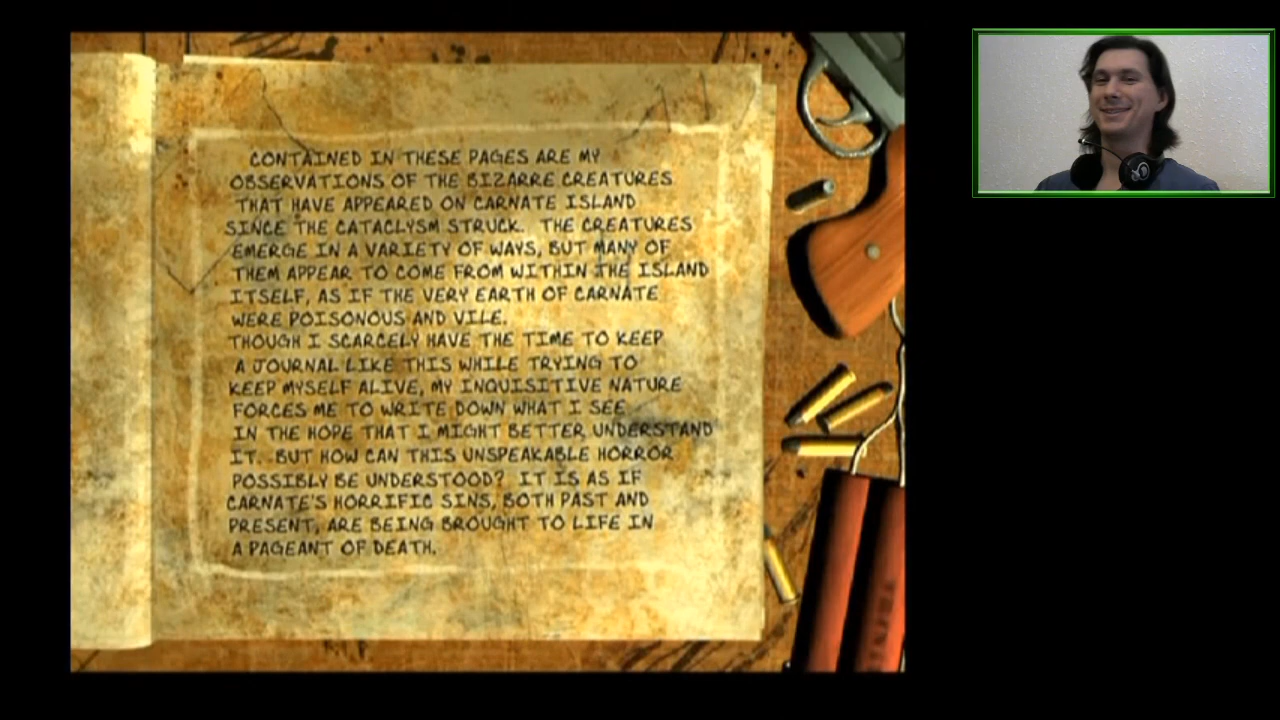 CONTAINED IN THESE PAGES ARE MY
OBSERVATIONS OF THE BIZARRE CREATURES
THAT HAVE APPEARED ON CARNATE ISLAND
SINCE THE CATACLYSM STRUCK. THE CREATURES
EMERGE IN A VARIETY OF WAYS, BUT MANY OF
THEM APPEAR TO COME FROM WITHIN THE ISLAND
ITSELF, AS IF THE VERY EARTH OF CARNATE
WERE POISONOUS AND VILE.
THOUGH I SCARCELY HAVE THE TIME TO KEEP
A JOURNAL LIKE THIS WHILE TRYING TO
KEEP MYSELF ALIVE, MY INQUISITIVE NATURE
FORCES ME TO WRITE DOWN WHAT I SEE
IN THE HOPE THAT I MIGHT BETTER UNDERSTAND
IT. BUT HOW CAN THIS UNSPEAKABLE HORROR
POSSIBLY BE UNDERSTOOD? IT IS AS IF
CARNATE'S HORRIFIC SINS, BOTH PAST AND
PRESENT, ARE BEING BROUGHT TO LIFE IN
A PAGEANT OF DEATH.